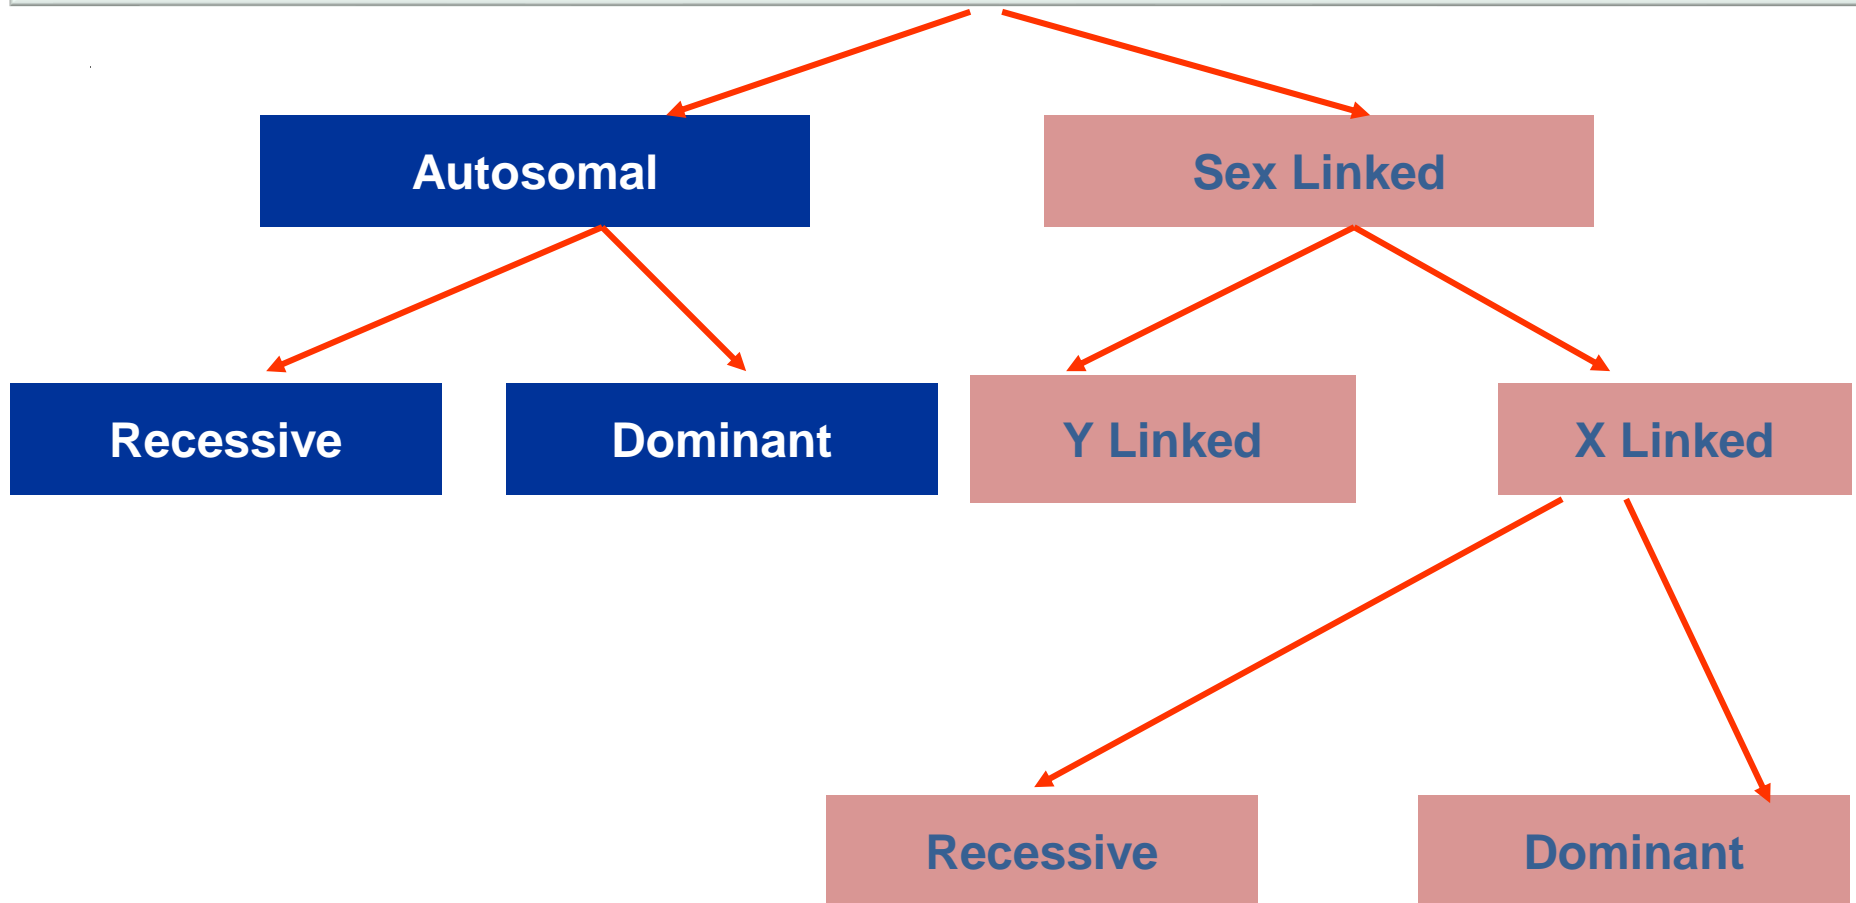 Autosomal
Sex Linked
Recessive
Dominant
Y Linked
X Linked
Recessive
Dominant